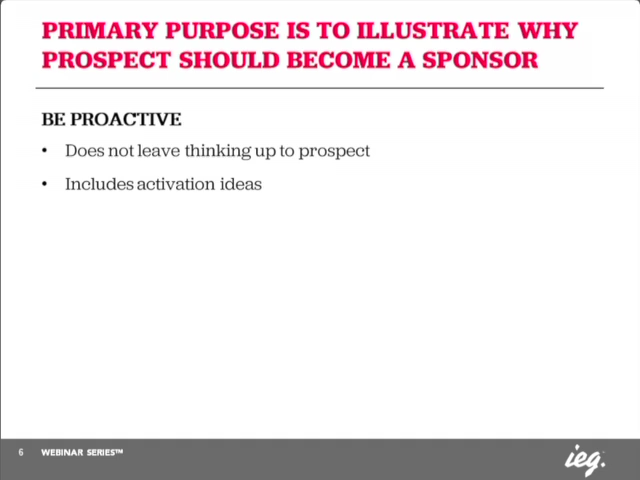 PRIMARY PURPOSE IS TO ILLUSTRATE WHY
PROSPECT SHOULD BECOME A SPONSOR
BE PROACTIVE
• Does not leave thinking up to prospect
• Includes activation ideas
6 WEBINAR SERIES™
ieg.